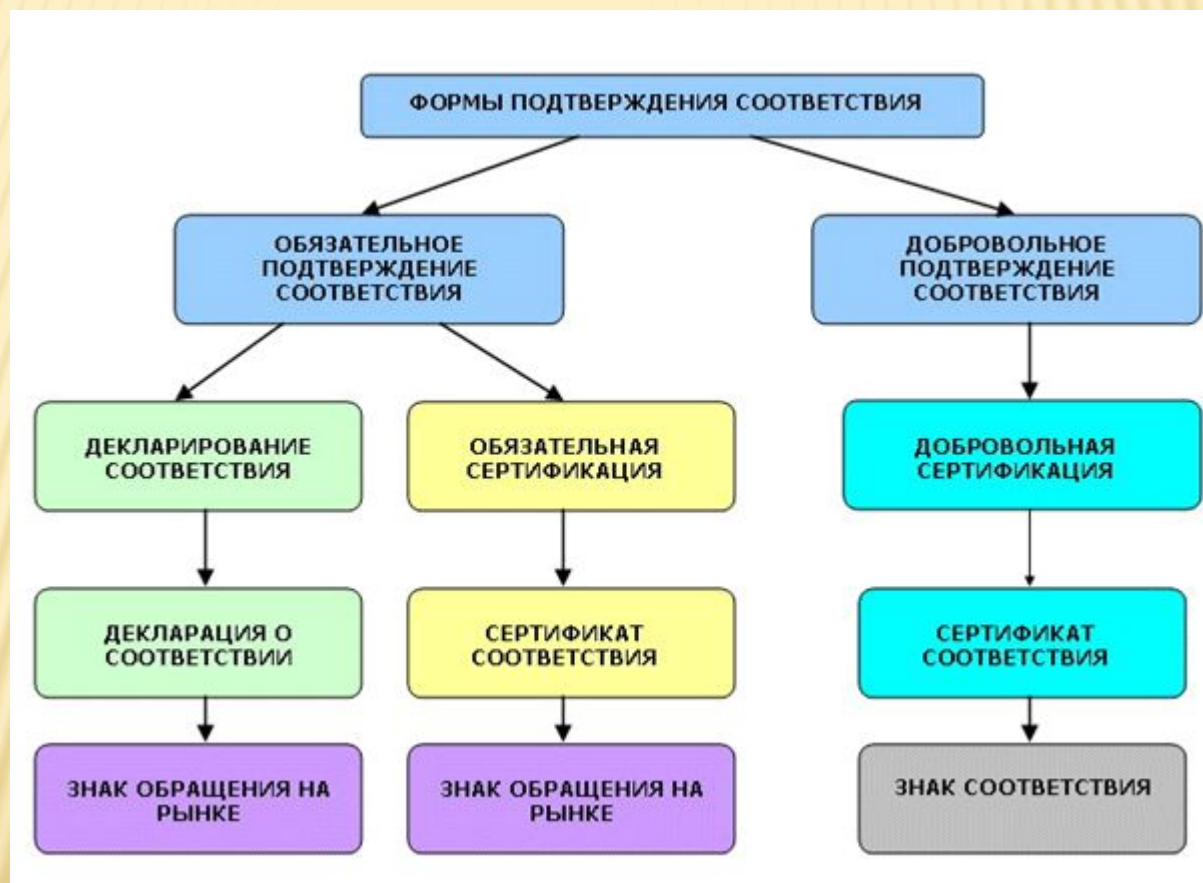 ФОРМЫ ПОДТВЕРЖДЕНИЯ СООТВЕТСТВИЯ
ОБЯЗАТЕЛЬНОЕ
ПОДТВЕРЖДЕНИЕ
СООТВЕТСТВИЯ
ДОБРОВОЛЬНОЕ
ПОДТВЕРЖДЕНИЕ
СООТВЕТСТВИЯ
ДЕКЛАРИРОВАНИЕ
СООТВЕТСТВИЯ
ОБЯЗАТЕЛЬНАЯ
СЕРТИФИКАЦИЯ
ДОБРОВОЛЬНАЯ
СЕРТИФИКАЦИЯ
ДЕКЛАРАЦИЯ О
СООТВЕТСТВИИ
СЕРТИФИКАТ
СООТВЕТСТВИЯ
СЕРТИФИКАТ
СООТВЕТСТВИЯ
ЗНАК ОБРАЩЕНИЯ НА
РЫНКЕ
ЗНАК ОБРАЩЕНИЯ НА
РЫНКЕ
ЗНАК СООТВЕТСТВИЯ